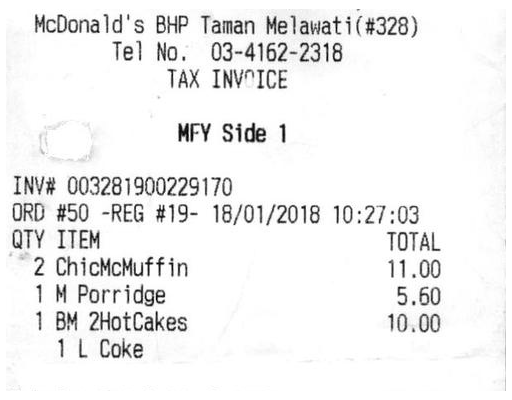 McDonald's BHP Taman Melawati(#328)
Tel No. 03-4162-2318
TAX INVOICE
MFY Side 1
INV# 003281900229170
ORD #50 -REG #19- 18/01/2018 10:27:03
QTY ITEM TOTAL
2 ChicMcMuffin 11.00
1 M Porridge 5.60
1 BM 2HotCakes 10.00
1 L Coke